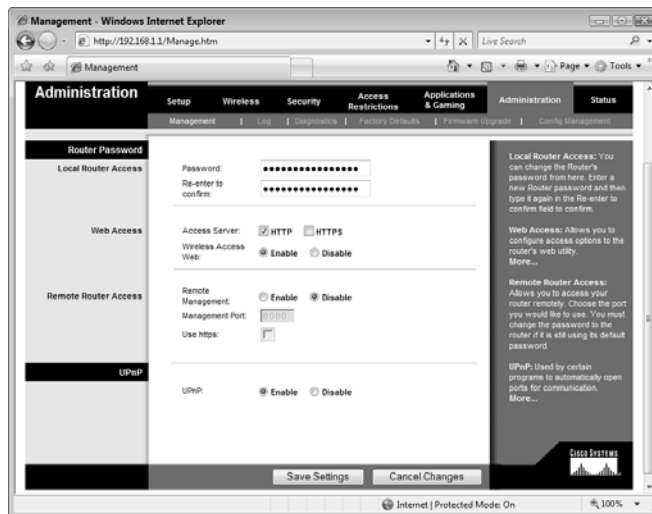 Management - Windows Internet Explorer
http://192.168.1.1/Manage.htm
Live Search
Management
Page
Tools
Administration
Setup Wireless Security Access Restrictions Applications & Gaming Administration Status
Management | Log | Diagnostics | Factory Defaults | Firmware Upgrade | Config Management
Router Password
Local Router Access
Password:
Re-enter to
confirm:
Web Access
Access Server: HTTP HTTPS
Wireless Access
Web: Enable Disable
Remote Router Access
Remote
Management: Enable Disable
Management Port: 8080
Use https:
UPnP
UPnP: Enable Disable
Local Router Access: You
can change the Router's
password from here. Enter a
new Router password and then
type it again in the Re-enter to
confirm field to confirm.
Web Access: Allows you to
configure access options to the
router's web utility.
More...
Remote Router Access:
Allows you to access your
router remotely. Choose the port
you would like to use. You must
change the password to the
router if it is still using its default
password.
UPnP: Used by certain
programs to automatically open
ports for communication.
More...
CISCO SYSTEMS
Save Settings Cancel Changes
Internet | Protected Mode: On 100%